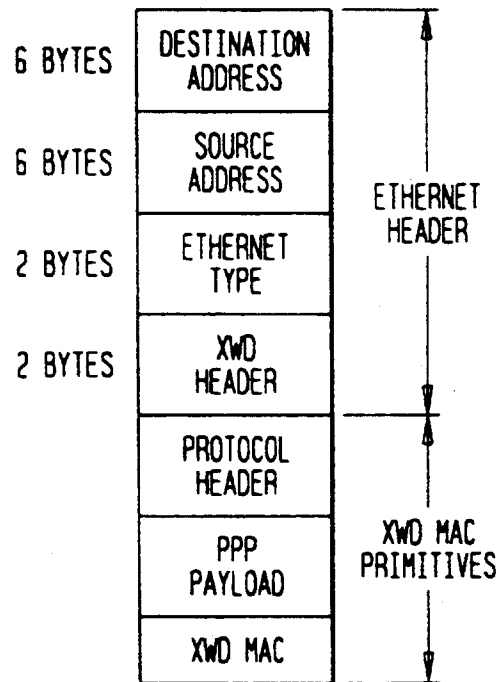 6 BYTES
DESTINATION
ADDRESS
6 BYTES
SOURCE
ADDRESS
2 BYTES
ETHERNET
TYPE
2 BYTES
XWD
HEADER
ETHERNET
HEADER
PROTOCOL
HEADER
PPP
PAYLOAD
XWD MAC
XWD MAC
PRIMITIVES